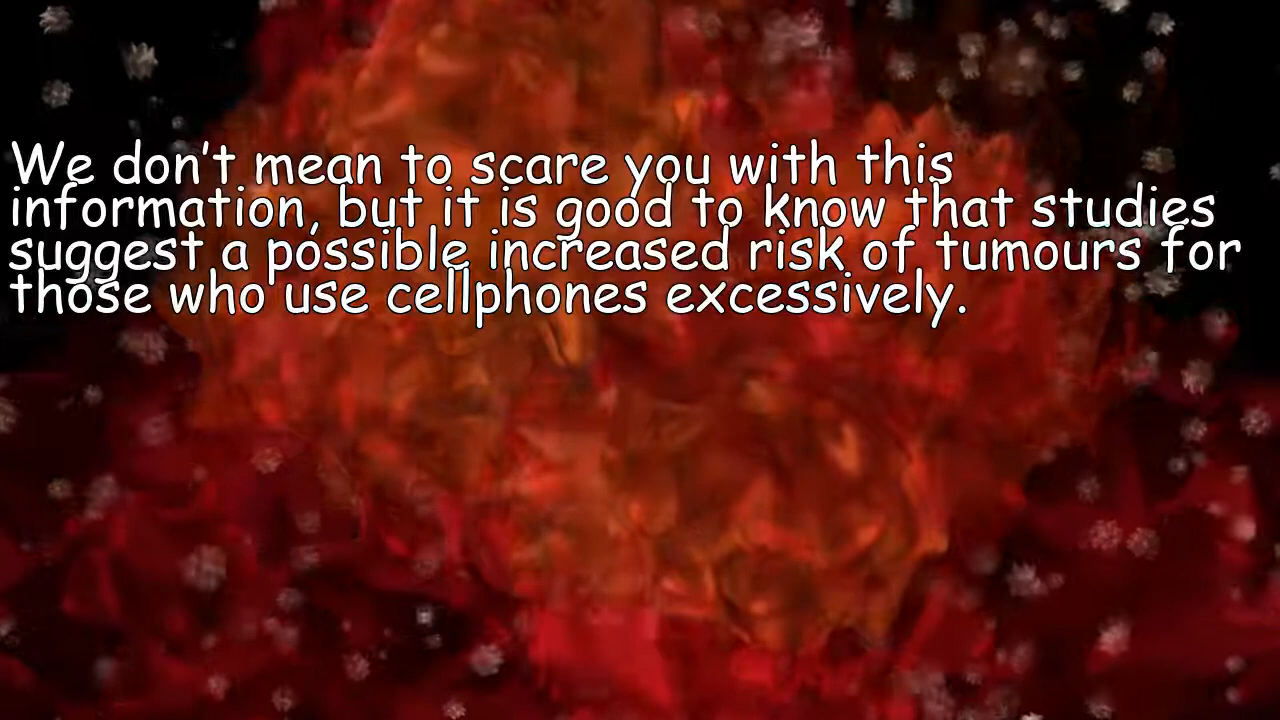 We don't mean to scare you with this
information, but it is good to know that studies
suggest a possible increased risk of tumours for
those who use cellphones excessively.